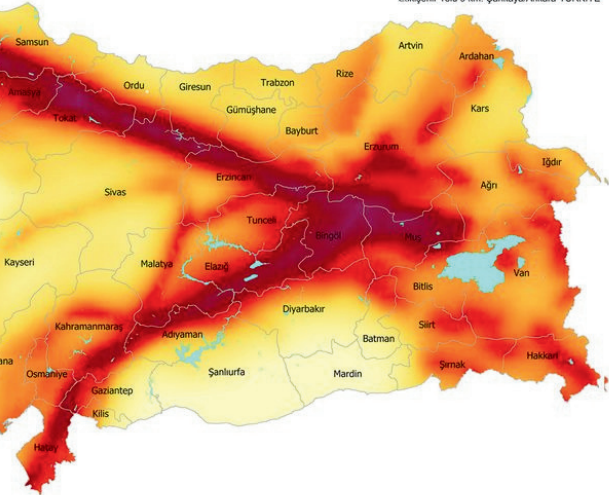 Samsun
Artvin
Ardahan
Rize
Trabzon
Ordu
Giresun
Amasya
Gümüşhane
Kars
Tokat
Bayburt
Erzurum
Iğdır
Erzincan
Ağrı
Sivas
Tunceli
Bingöl
Muş
Kayseri
Malatya
Elazığ
Van
Bitlis
Diyarbakır
Kahramanmaraş
Adıyaman
Siirt
Batman
Hakkari
ana
Osmaniye
Şanlıurfa
Mardin
Şırnak
Gaziantep
Kilis
Hatay